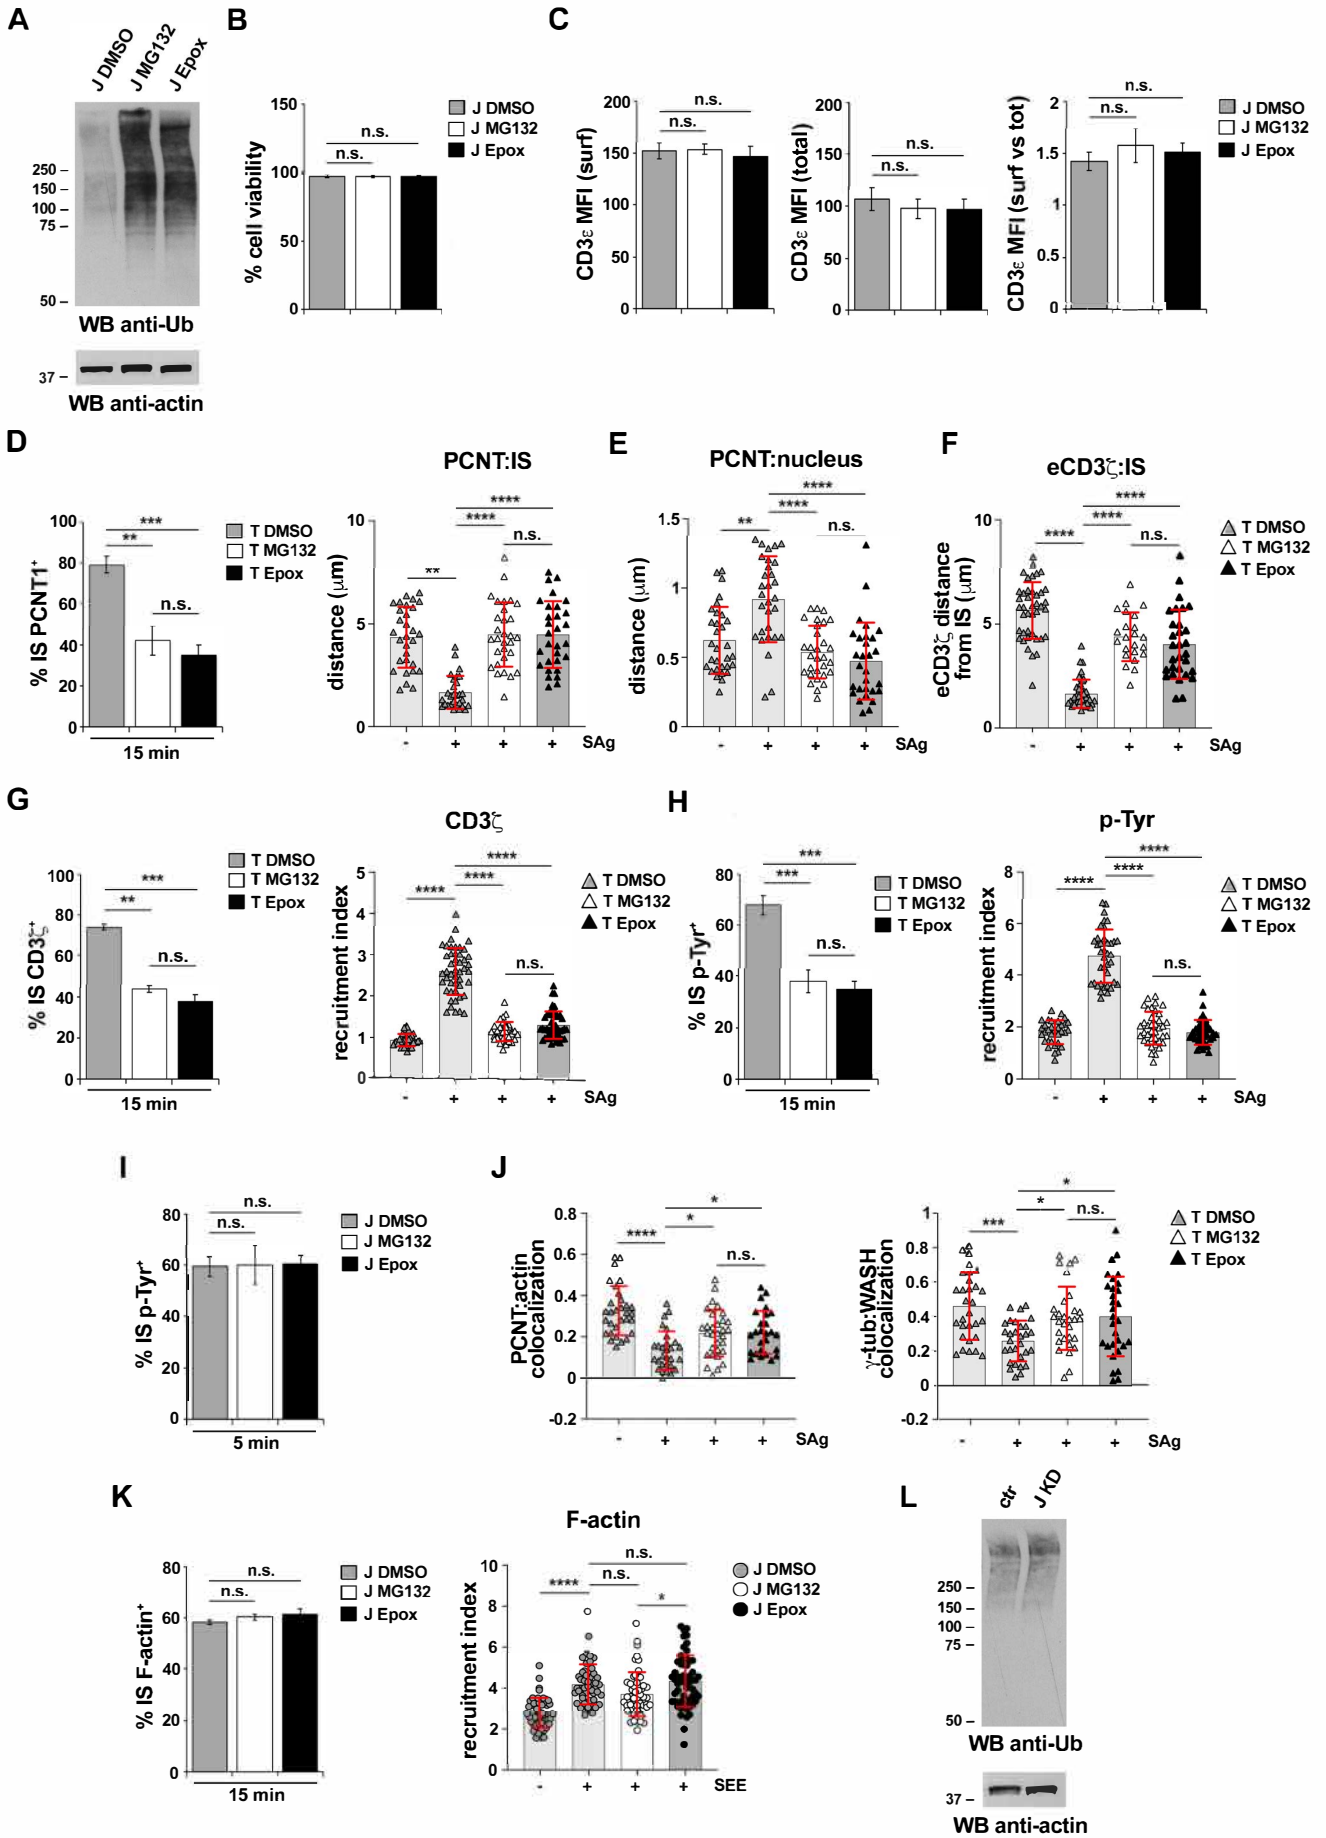 A
J DMSO
J MG132
J Epox
250
150
100
75
50
WB anti-Ub
37
WB anti-actin
B
% cell viability
150
100
50
0
n.s.
n.s.
J DMSO
J MG132
J Epox
C
CD3ε MFI (surf)
200
150
100
50
0
n.s.
n.s.
CD3ε MFI (total)
200
150
100
50
0
n.s.
n.s.
CD3ε MFI (surf vs tot)
2
1.5
1
0.5
0
n.s.
n.s.
J DMSO
J MG132
J Epox
D
% IS PCNT1+
100
80
60
40
20
0
***
**
n.s.
15 min
T DMSO
T MG132
T Epox
PCNT:IS
distance (μm)
10
5
0
****
****
**
n.s.
- + + + SAg
E
PCNT:nucleus
distance (μm)
1.5
1
0.5
0
****
****
**
n.s.
- + + + SAg
F
eCD3ζ:IS
eCD3ζ distance
from IS (μm)
10
5
0
****
****
****
n.s.
- + + + SAg
T DMSO
T MG132
T Epox
G
% IS CD3ζ+
100
80
60
40
20
0
***
**
n.s.
15 min
T DMSO
T MG132
T Epox
CD3ζ
recruitment index
5
4
3
2
1
0
****
****
****
n.s.
- + + + SAg
T DMSO
T MG132
T Epox
H
% IS p-Tyr+
80
60
40
20
0
***
***
n.s.
15 min
T DMSO
T MG132
T Epox
p-Tyr
recruitment index
8
6
4
2
0
****
****
****
n.s.
- + + + SAg
T DMSO
T MG132
T Epox
I
% IS p-Tyr+
80
60
40
20
0
n.s.
n.s.
5 min
J DMSO
J MG132
J Epox
J
PCNT:actin
colocalization
0.8
0.6
0.4
0.2
0
-0.2
*
*
****
n.s.
- + + + SAg
γ-tub:WASH
colocalization
1
0.8
0.6
0.4
0.2
0
-0.2
*
*
***
n.s.
- + + + SAg
T DMSO
T MG132
T Epox
K
% IS F-actin+
80
60
40
20
0
n.s.
n.s.
15 min
J DMSO
J MG132
J Epox
F-actin
recruitment index
10
8
6
4
2
0
n.s.
n.s.
****
*
- + + + SEE
J DMSO
J MG132
J Epox
L
ctr
J KD
250
150
100
75
50
WB anti-Ub
37
WB anti-actin